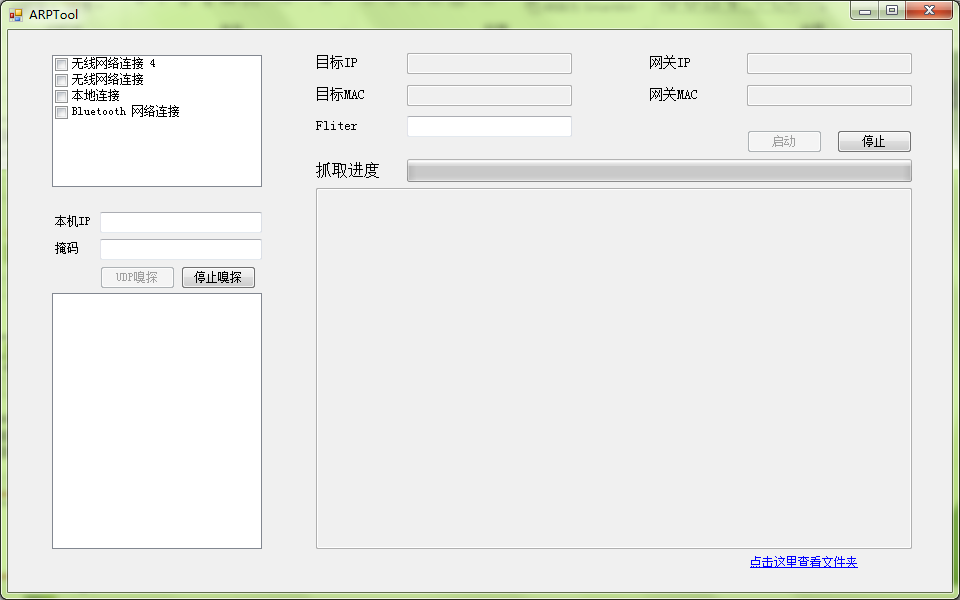 ARPTool
无线网络连接 4
无线网络连接
本地连接
Bluetooth 网络连接
目标IP
网关IP
目标MAC
网关MAC
Fliter
启动
停止
抓取进度
本机IP
掩码
UDP嗅探
停止嗅探
点击这里查看文件夹